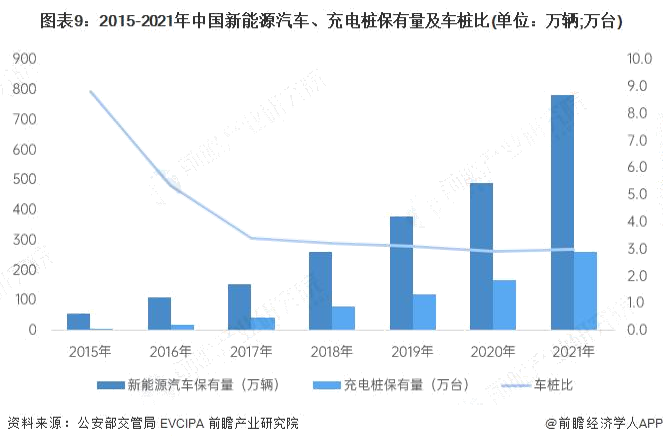 图表9：2015-2021年中国新能源汽车、充电桩保有量及车桩比(单位：万辆;万台)
900 10.0
800 9.0
700 8.0
600 7.0
500 6.0
400 5.0
300 4.0
200 3.0
100 2.0
0 1.0
0.0
2015年 2016年 2017年 2018年 2019年 2020年 2021年
新能源汽车保有量（万辆） 充电桩保有量（万台） 车桩比
资料来源：公安部交管局 EVCIPA 前瞻产业研究院 @前瞻经济学人APP